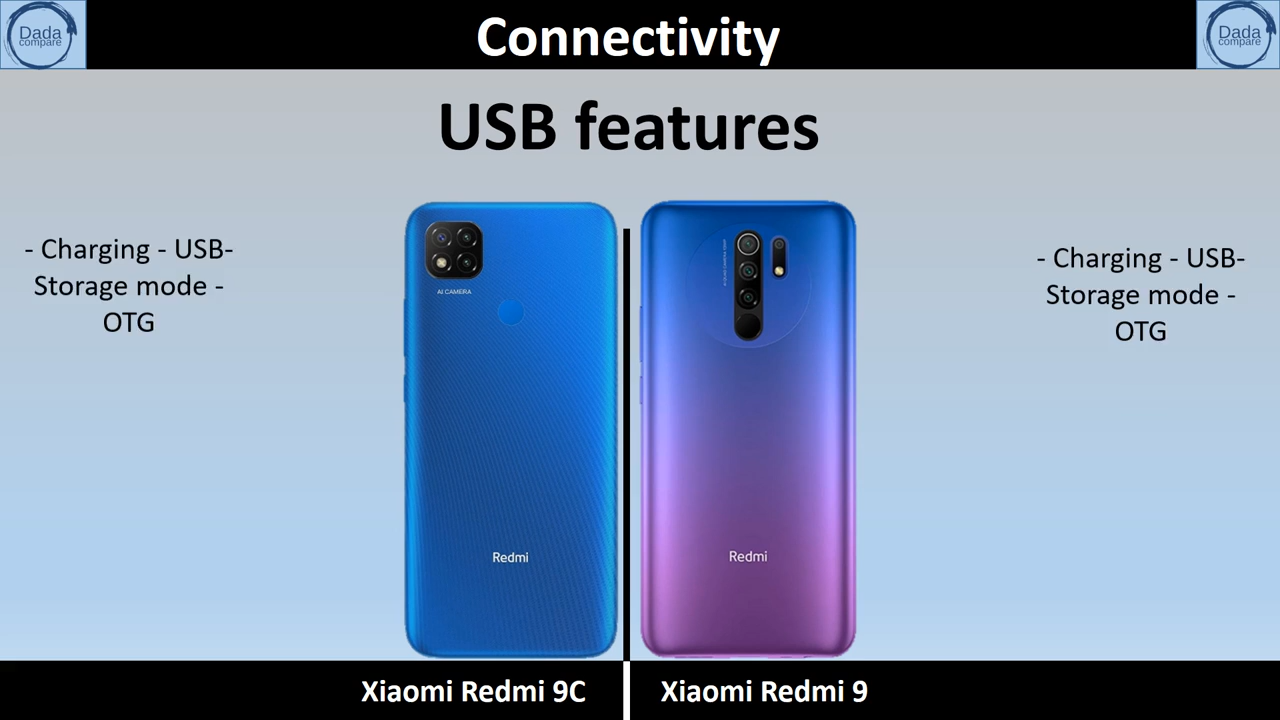 Dada
compare
Connectivity
Dada
compare
USB features
- Charging - USB-
Storage mode -
OTG
AI CAMERA
Redmi
Redmi
- Charging - USB-
Storage mode -
OTG
Xiaomi Redmi 9C
Xiaomi Redmi 9